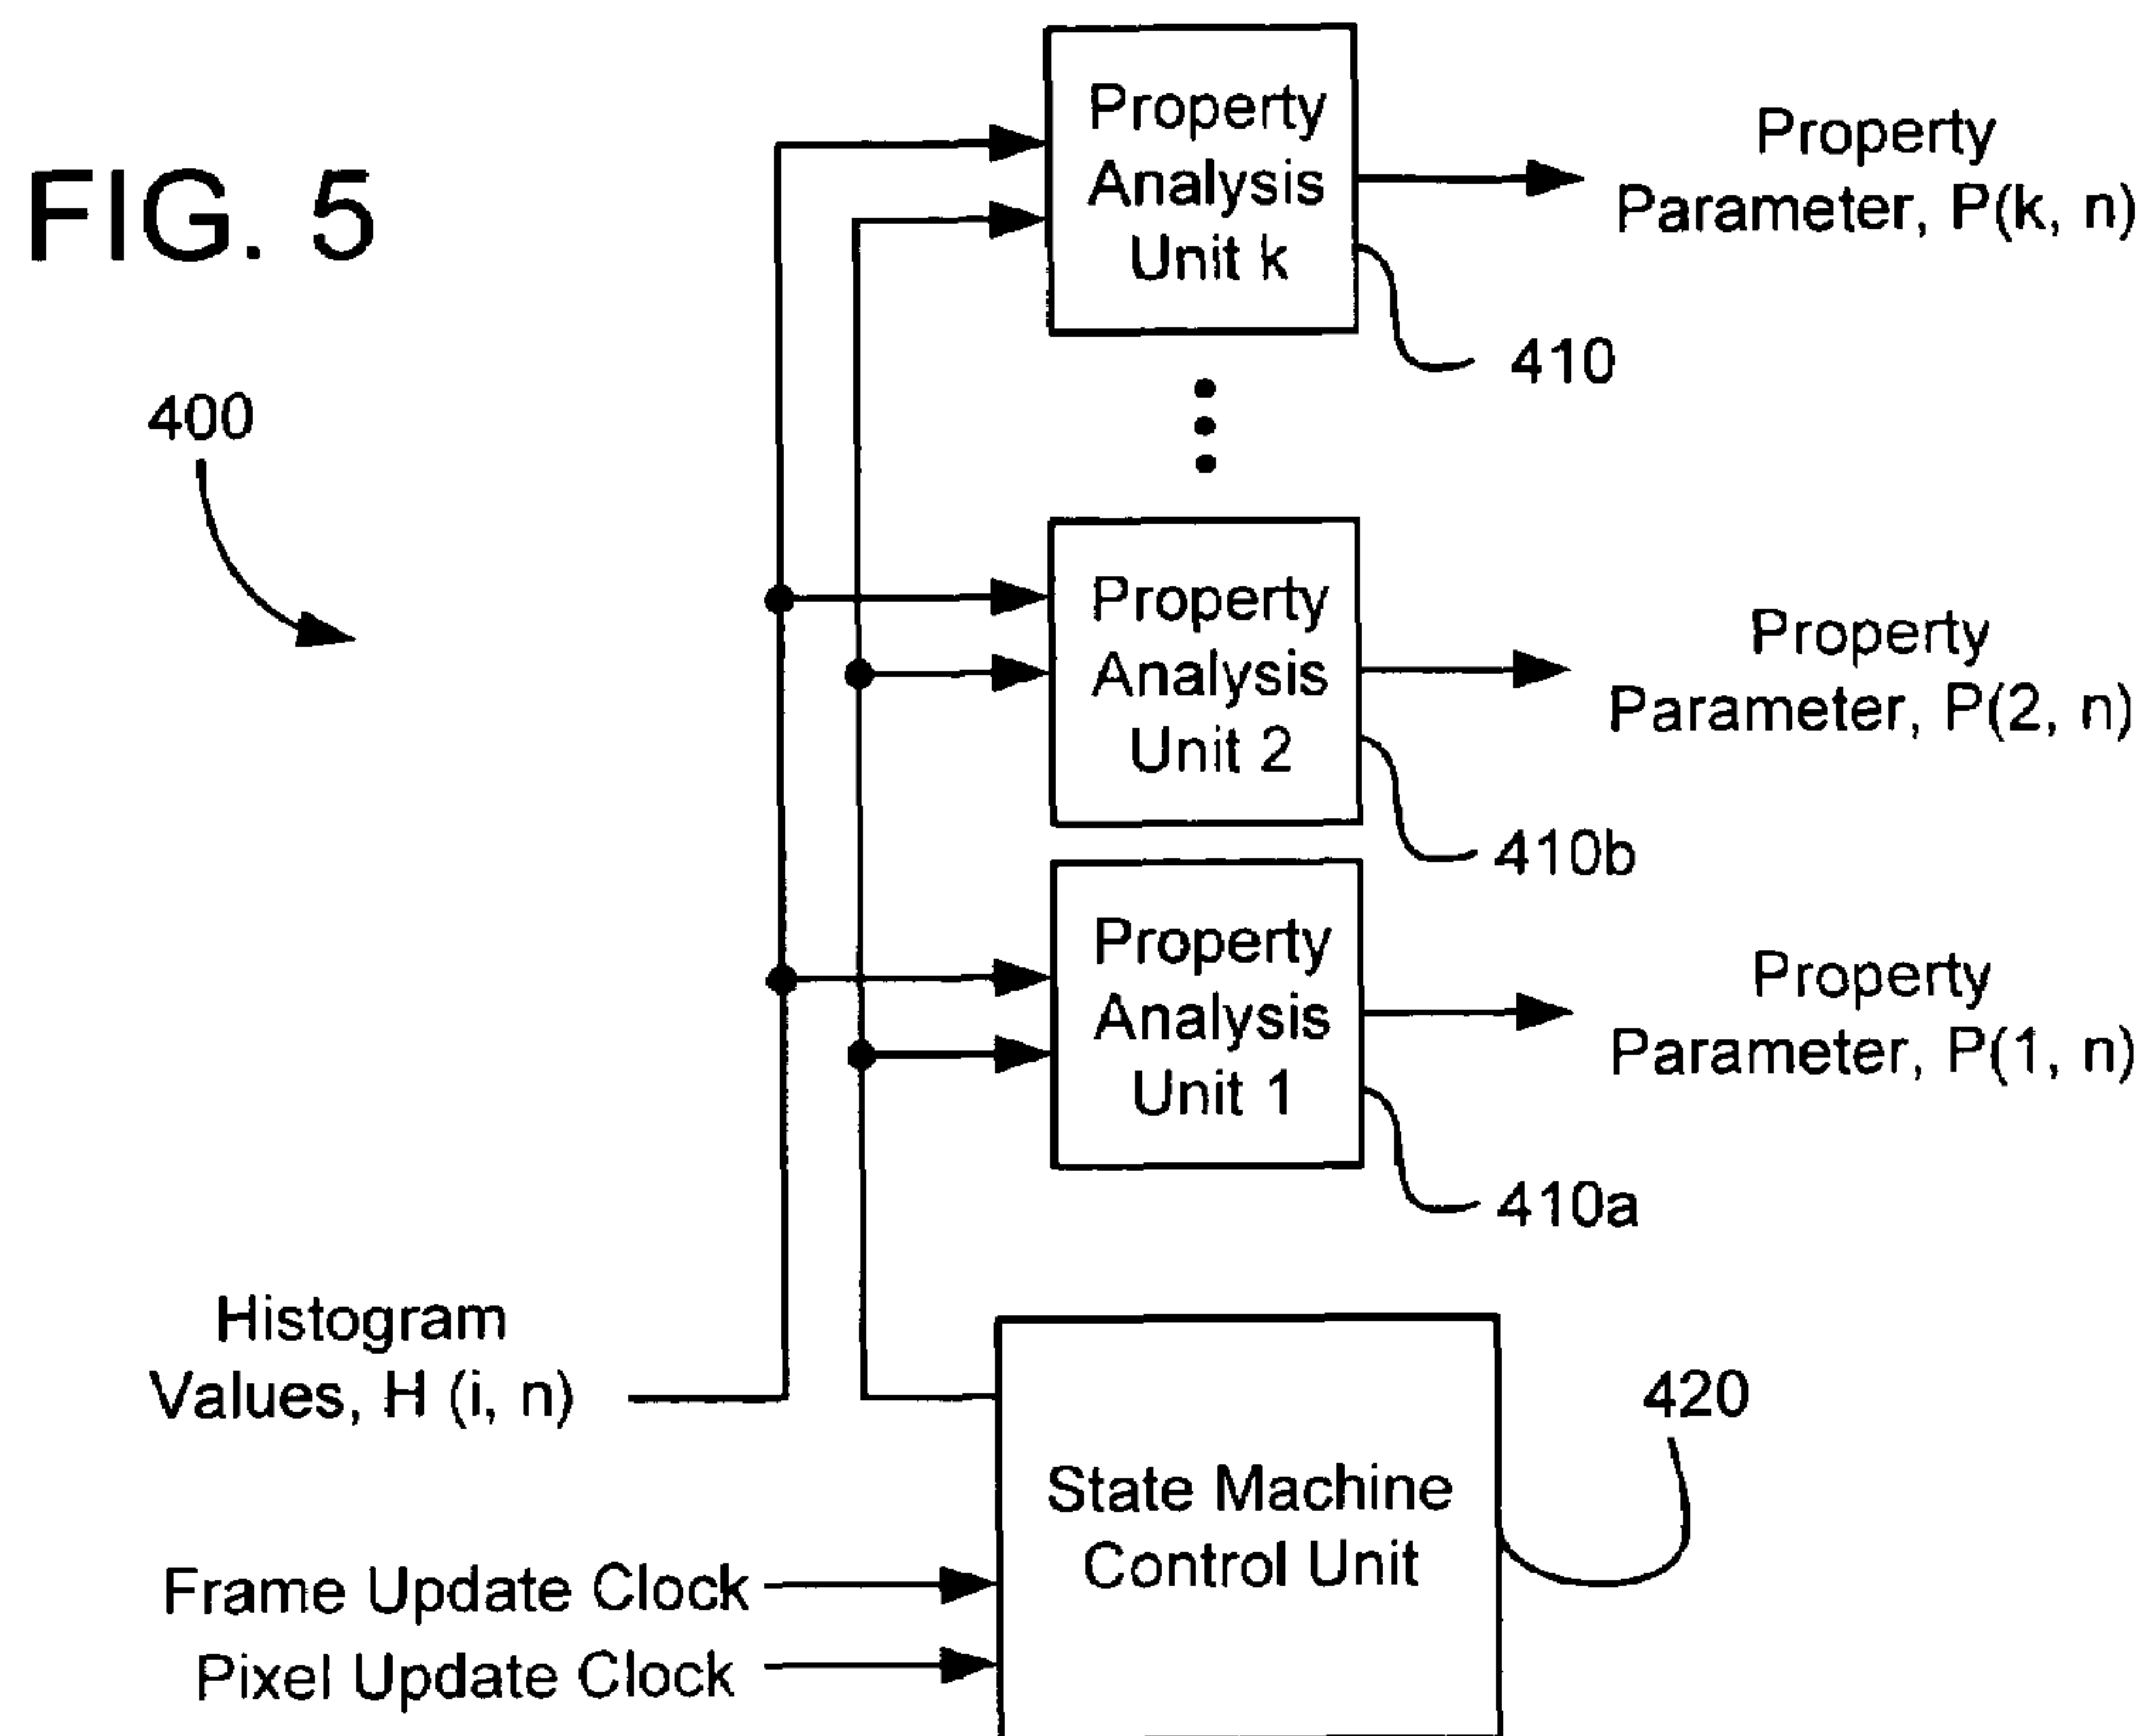 FIG. 5
Property
Analysis
Unit k
Property
Parameter, P(k, n)
410
400
Property
Analysis
Unit 2
Property
Parameter, P(2, n)
410b
Property
Analysis
Unit 1
Property
Parameter, P(1, n)
410a
Histogram
Values, H (i, n)
420
State Machine
Control Unit
Frame Update Clock
Pixel Update Clock